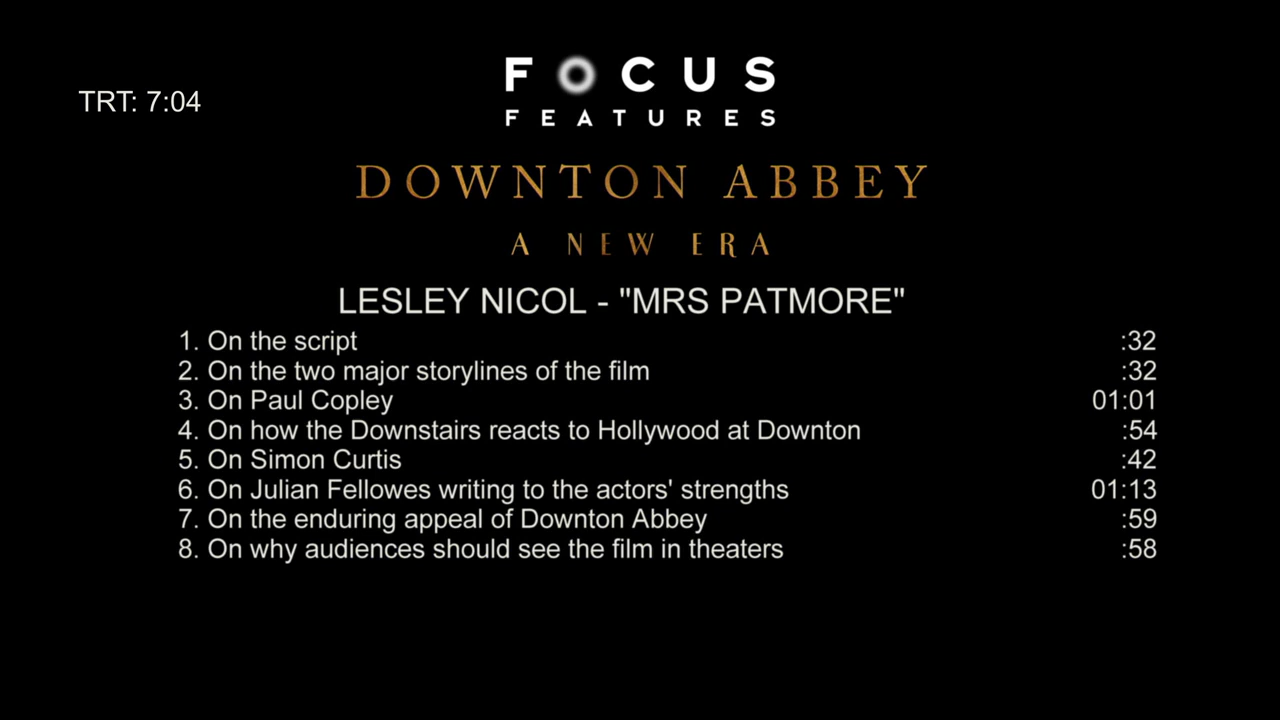 TRT: 7:04
FOCUS
FEATURES
DOWNTON ABBEY
A NEW ERA
LESLEY NICOL - "MRS PATMORE"
1. On the script :32
2. On the two major storylines of the film :32
3. On Paul Copley 01:01
4. On how the Downstairs reacts to Hollywood at Downton :54
5. On Simon Curtis :42
6. On Julian Fellowes writing to the actors' strengths 01:13
7. On the enduring appeal of Downton Abbey :59
8. On why audiences should see the film in theaters :58